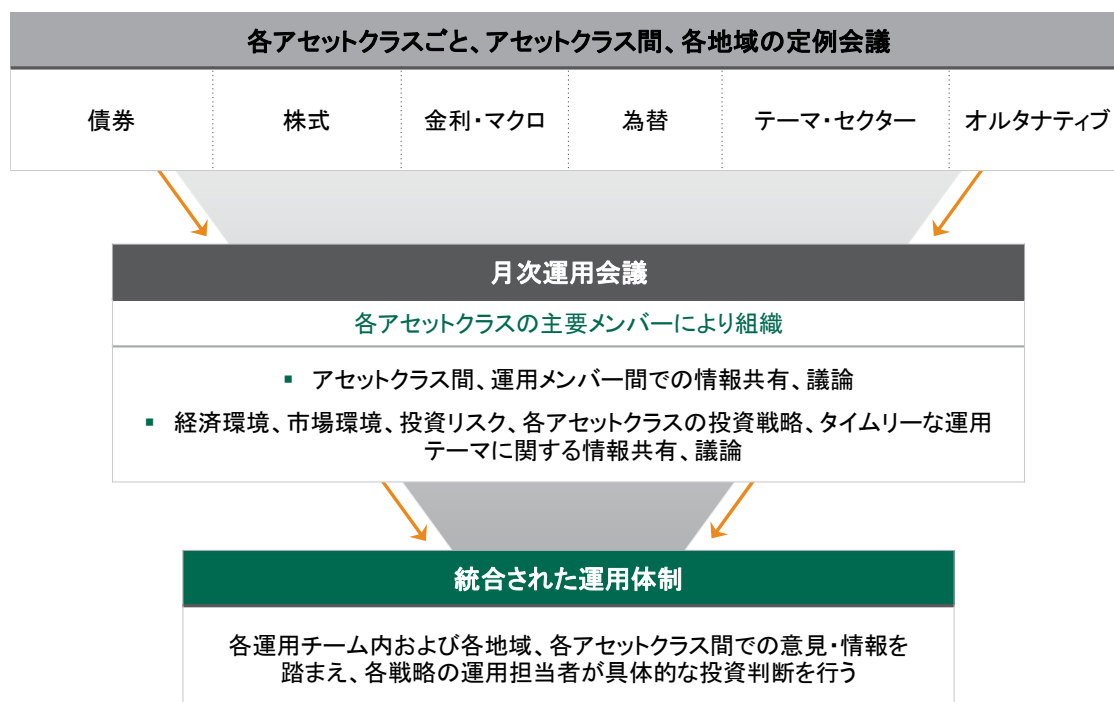 各アセットクラスごと、アセットクラス間、各地域の定例会議
債券
株式
金利・マクロ
為替
テーマ・セクター
オルタナティブ
月次運用会議
各アセットクラスの主要メンバーにより組織
▪ アセットクラス間、運用メンバー間での情報共有、議論
▪ 経済環境、市場環境、投資リスク、各アセットクラスの投資戦略、タイムリーな運用
テーマに関する情報共有、議論
統合された運用体制
各運用チーム内および各地域、各アセットクラス間での意見・情報を
踏まえ、各戦略の運用担当者が具体的な投資判断を行う